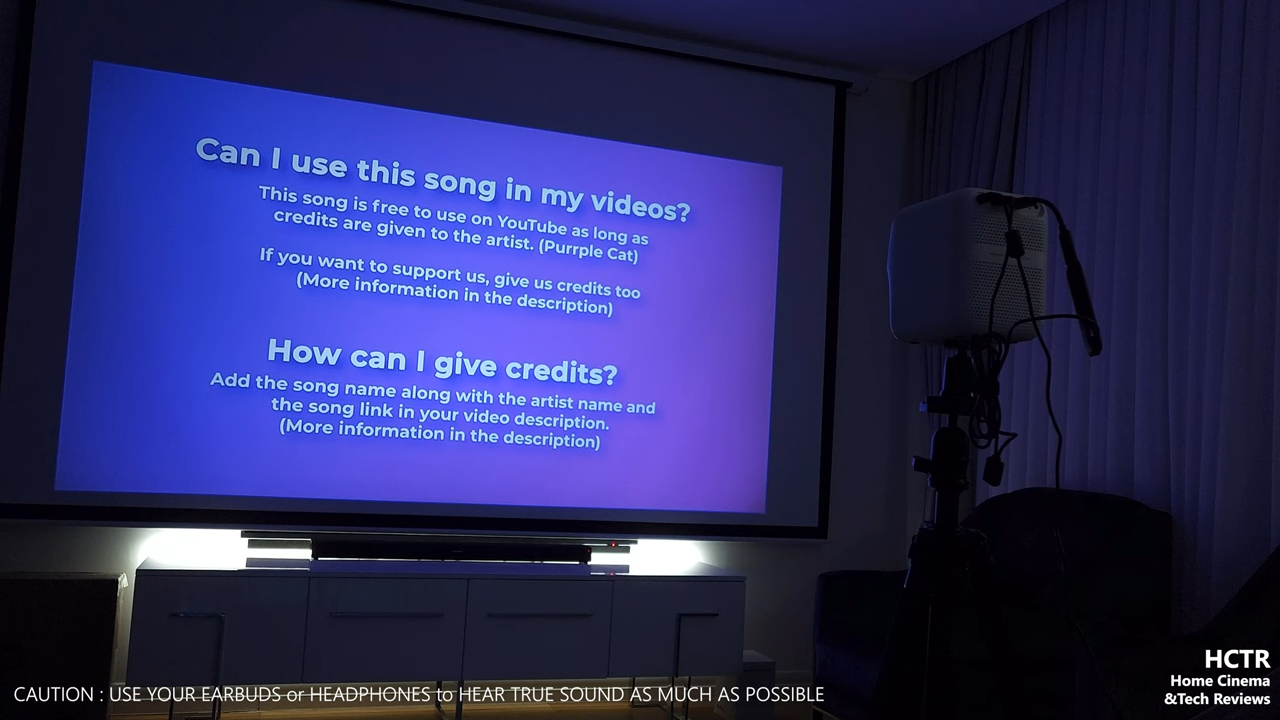 Can I use this song in my videos?
This song is free to use on YouTube as long as
credits are given to the artist. (Purrple Cat)
If you want to support us, give us credits too
(More information in the description)
How can I give credits?
Add the song name along with the artist name and
the song link in your video description.
(More information in the description)
CAUTION : USE YOUR EARBUDS or HEADPHONES to HEAR TRUE SOUND AS MUCH AS POSSIBLE
HCTR
Home Cinema
&Tech Reviews